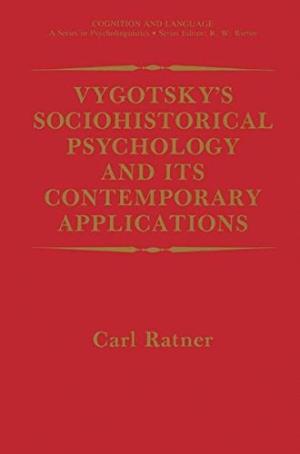 COGNITION AND LANGUAGE
A Series in Psycholinguistics • Series Editor: R. W. Rieber
VYGOTSKY'S
SOCIOHISTORICAL
PSYCHOLOGY
AND ITS
CONTEMPORARY
APPLICATIONS
Carl Ratner